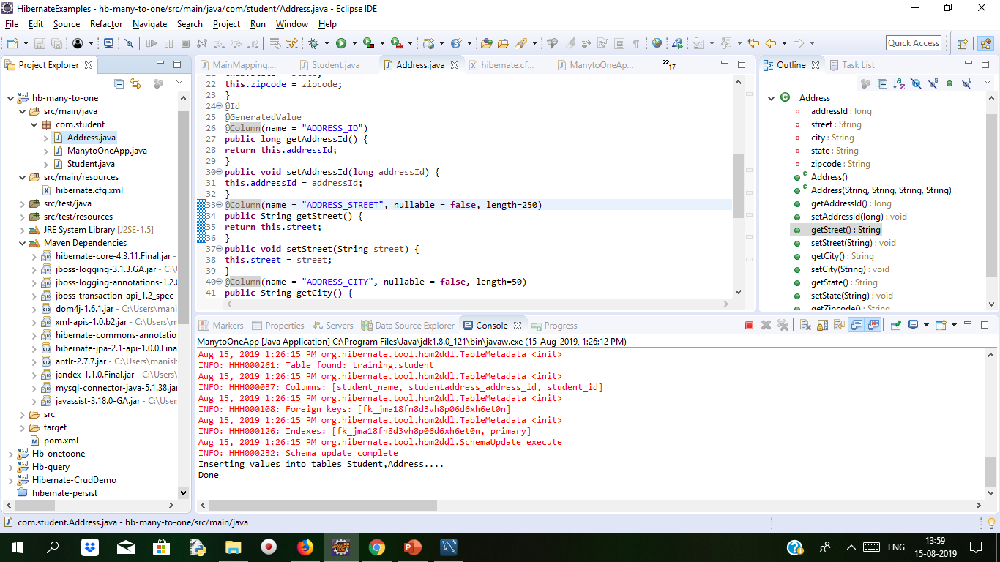 HibernateExamples - hb-many-to-one/src/main/java/com/student/Address.java - Eclipse IDE
File Edit Source Refactor Navigate Search Project Run Window Help
Quick Access
Project Explorer
hb-many-to-one
src/main/java
com.student
Address.java
ManytoOneApp.java
Student.java
src/main/resources
hibernate.cfg.xml
src/test/java
src/test/resources
JRE System Library [J2SE-1.5]
Maven Dependencies
hibernate-core-4.3.11.Final.jar -
jboss-logging-3.1.3.GA.jar - C:\
jboss-logging-annotations-1.2.0
jboss-transaction-api_1.2_spec-
dom4j-1.6.1.jar - C:\Users\mani
xml-apis-1.0.b2.jar - C:\Users\m
hibernate-commons-annotatio
hibernate-jpa-2.1-api-1.0.0.Fina
antlr-2.7.7.jar - C:\Users\manish
jandex-1.1.0.Final.jar - C:\Users
mysql-connector-java-5.1.38.jar
javassist-3.18.0-GA.jar - C:\User
src
target
pom.xml
Hb-onetoone
Hb-query
Hibernate-CrudDemo
hibernate-persist
MainMapping.... Student.java Address.java hibernate.cf... ManytoOneAp... »17
22 this.zipcode = zipcode;
23 }
24 @Id
25 @GeneratedValue
26 @Column(name = "ADDRESS_ID")
27 public long getAddressId() {
28 return this.addressId;
29 }
30 public void setAddressId(long addressId) {
31 this.addressId = addressId;
32 }
33 @Column(name = "ADDRESS_STREET", nullable = false, length=250)
34 public String getStreet() {
35 return this.street;
36 }
37 public void setStreet(String street) {
38 this.street = street;
39 }
40 @Column(name = "ADDRESS_CITY", nullable = false, length=50)
41 public String getCity() {
Outline Task List
Address
addressId : long
street : String
city : String
state : String
zipcode : String
Address()
Address(String, String, String, String)
getAddressId() : long
setAddressId(long) : void
getStreet() : String
setStreet(String) : void
getCity() : String
setCity(String) : void
getState() : String
setState(String) : void
getZipcode() : String
Markers Properties Servers Data Source Explorer Console Progress
ManytoOneApp [Java Application] C:\Program Files\Java\jdk1.8.0_121\bin\javaw.exe (15-Aug-2019, 1:26:12 PM)
Aug 15, 2019 1:26:15 PM org.hibernate.tool.hbm2ddl.TableMetadata <init>
INFO: HHH000261: Table found: training.student
Aug 15, 2019 1:26:15 PM org.hibernate.tool.hbm2ddl.TableMetadata <init>
INFO: HHH000037: Columns: [student_name, studentaddress_address_id, student_id]
Aug 15, 2019 1:26:15 PM org.hibernate.tool.hbm2ddl.TableMetadata <init>
INFO: HHH000108: Foreign keys: [fk_jma18fn8d3vh8p06d6xh6et0n]
Aug 15, 2019 1:26:15 PM org.hibernate.tool.hbm2ddl.TableMetadata <init>
INFO: HHH000126: Indexes: [fk_jma18fn8d3vh8p06d6xh6et0n, primary]
Aug 15, 2019 1:26:15 PM org.hibernate.tool.hbm2ddl.SchemaUpdate execute
INFO: HHH000232: Schema update complete
Inserting values into tables Student,Address....
Done
com.student.Address.java - hb-many-to-one/src/main/java
ENG
13:59
15-08-2019